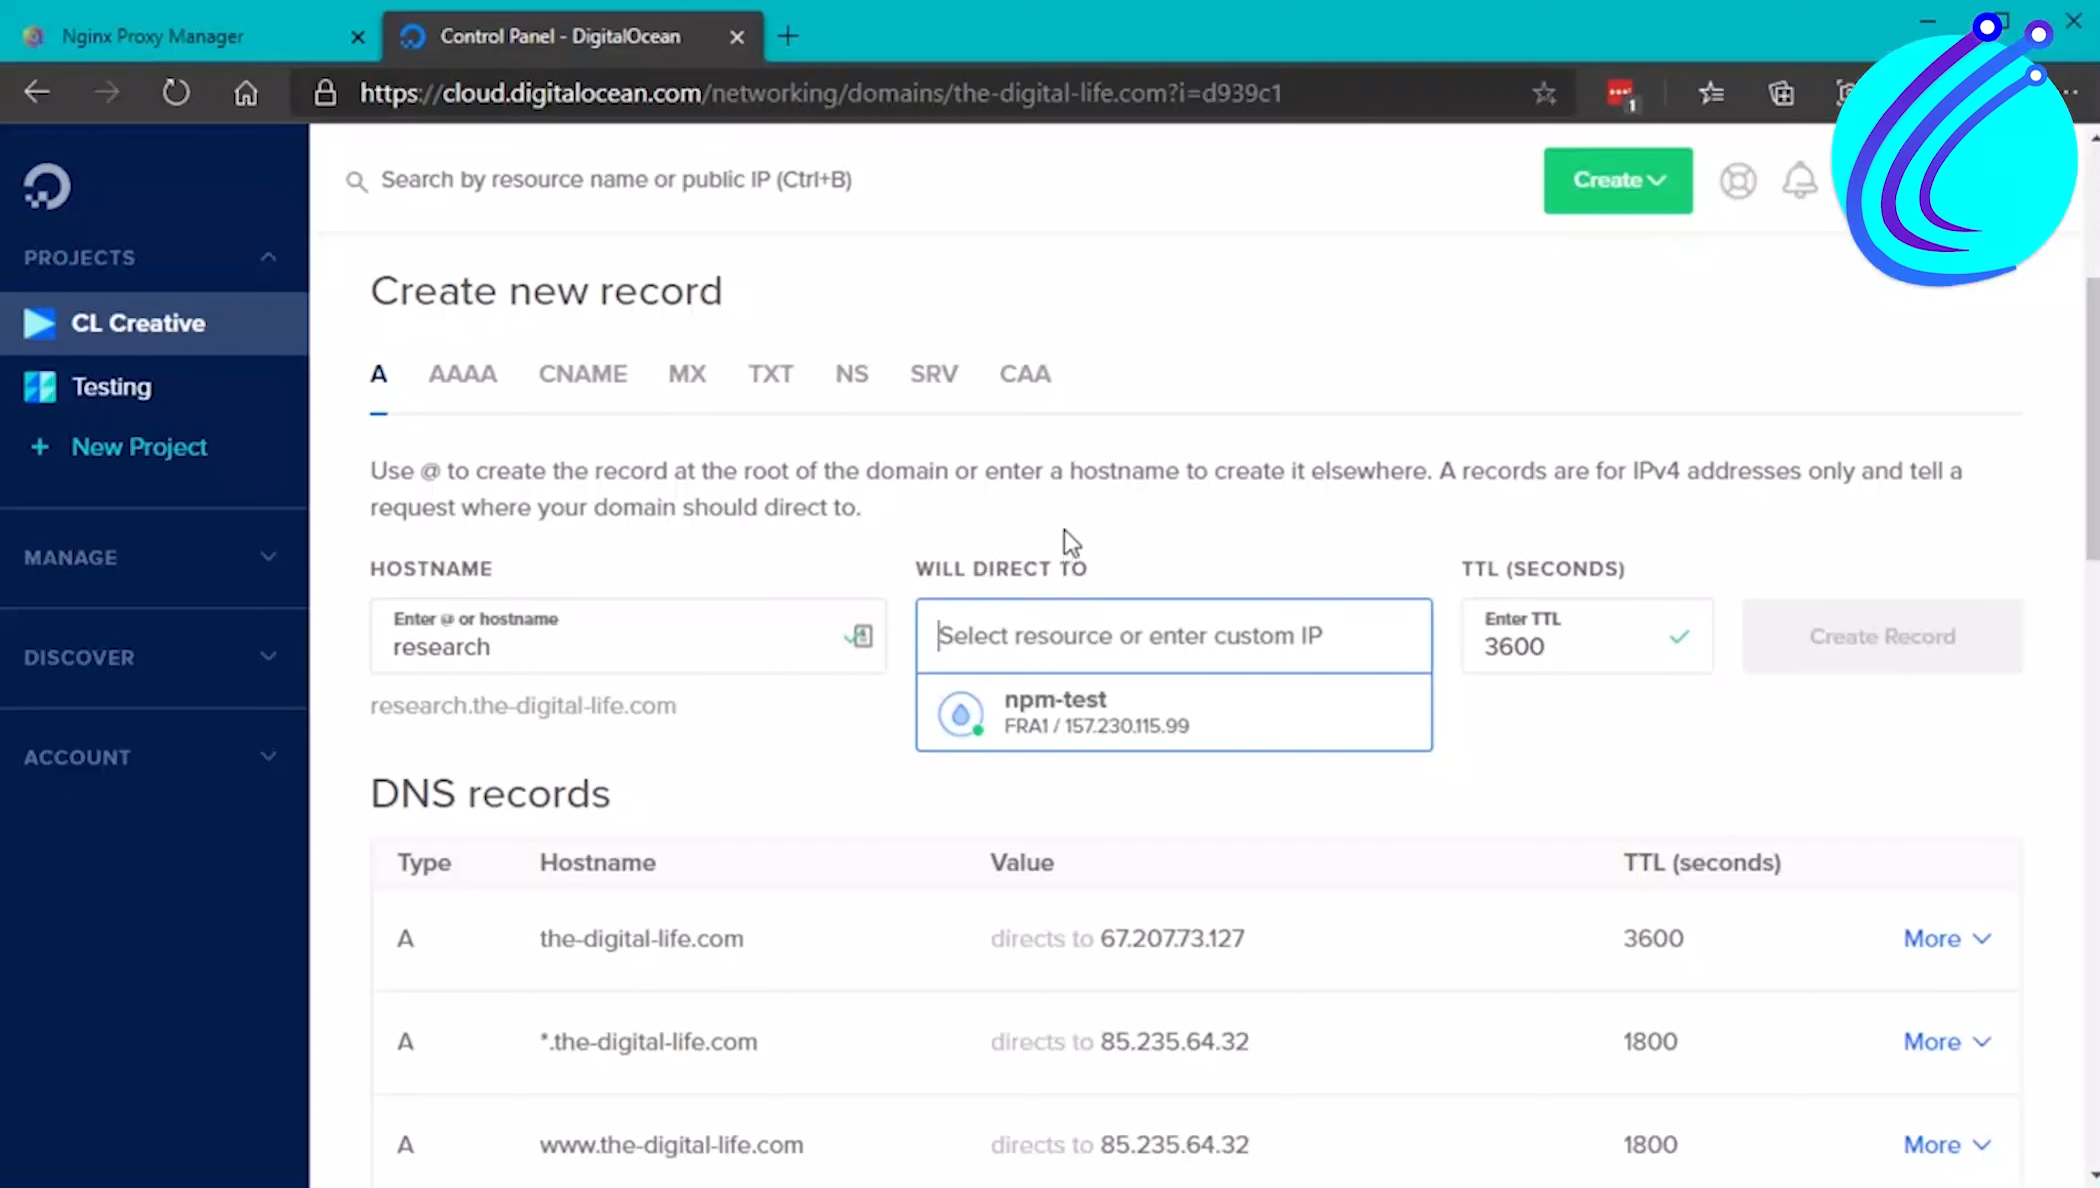 Nginx Proxy Manager
Control Panel - DigitalOcean
https://cloud.digitalocean.com/networking/domains/the-digital-life.com?i=d939c1
1
Search by resource name or public IP (Ctrl+B)
Create
PROJECTS
CL Creative
Testing
+ New Project
MANAGE
DISCOVER
ACCOUNT
Create new record
A AAAA CNAME MX TXT NS SRV CAA
Use @ to create the record at the root of the domain or enter a hostname to create it elsewhere. A records are for IPv4 addresses only and tell a
request where your domain should direct to.
HOSTNAME WILL DIRECT TO TTL (SECONDS)
Enter @ or hostname
research
Select resource or enter custom IP
Enter TTL
3600
Create Record
research.the-digital-life.com
npm-test
FRA1 / 157.230.115.99
DNS records
Type Hostname Value TTL (seconds)
A the-digital-life.com directs to 67.207.73.127 3600 More
A *.the-digital-life.com directs to 85.235.64.32 1800 More
A www.the-digital-life.com directs to 85.235.64.32 1800 More